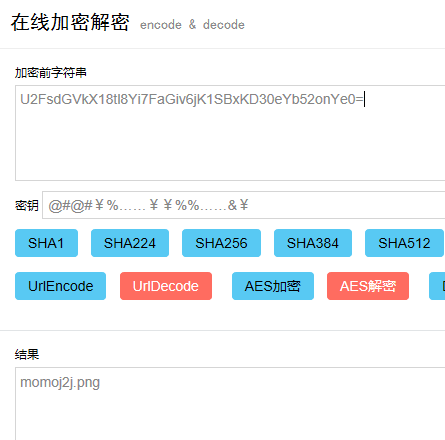 在线加密解密 encode & decode
加密前字符串
U2FsdGVkX18tl8Yi7FaGiv6jK1SBxKD30eYb52onYe0=
密钥 @#@#￥%……￥￥%%……&￥
SHA1 SHA224 SHA256 SHA384 SHA512
UrlEncode UrlDecode AES加密 AES解密
结果
momoj2j.png